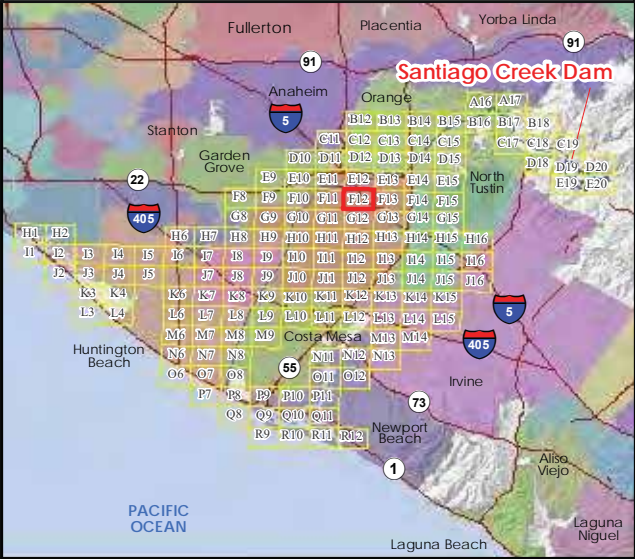 Fullerton
Placentia
Yorba Linda
91
91
Santiago Creek Dam
Anaheim
Orange
A16 A17
5
B12 B13 B14 B15 B16 B17 B18
Stanton
C11 C12 C13 C14 C15 C17 C18 C19
Garden
Grove
D10 D11 D12 D13 D14 D15 D18 D19 D20
22
E9 E10 E11 E12 E13 E14 E15 E19 E20
North
Tustin
F8 F9 F10 F11 F12 F13 F14 F15
405
G8 G9 G10 G11 G12 G13 G14 G15
H1 H2 H6 H7 H8 H9 H10 H11 H12 H13 H14 H15 H16
I1 I2 I3 I4 I5 I6 I7 I8 I9 I10 I11 I12 I13 I14 I15 I16
J2 J3 J4 J5 J7 J8 J9 J10 J11 J12 J13 J14 J15 J16
K3 K4 K6 K7 K8 K9 K10 K11 K12 K13 K14 K15
5
L3 L4 L6 L7 L8 L9 L10 L11 L12 L13 L14 L15
M6 M7 M8 M9 Costa Mesa M13 M14
405
Huntington
Beach
N6 N7 N8 N11 N12 N13
55
O6 O7 O8 O11 O12
Irvine
P7 P8 P9 P10 P11
73
Q8 Q9 Q10 Q11
Newport
Beach
R9 R10 R11 R12
1
Aliso
Viejo
PACIFIC
OCEAN
Laguna
Niguel
Laguna Beach